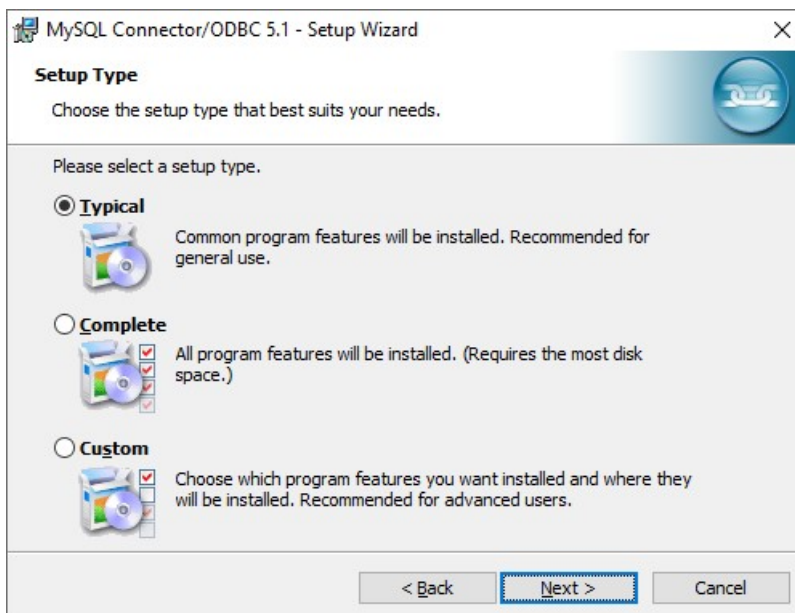 MySQL Connector/ODBC 5.1 - Setup Wizard
Setup Type
Choose the setup type that best suits your needs.
Please select a setup type.
Typical
Common program features will be installed. Recommended for
general use.
Complete
All program features will be installed. (Requires the most disk
space.)
Custom
Choose which program features you want installed and where they
will be installed. Recommended for advanced users.
< Back Next > Cancel